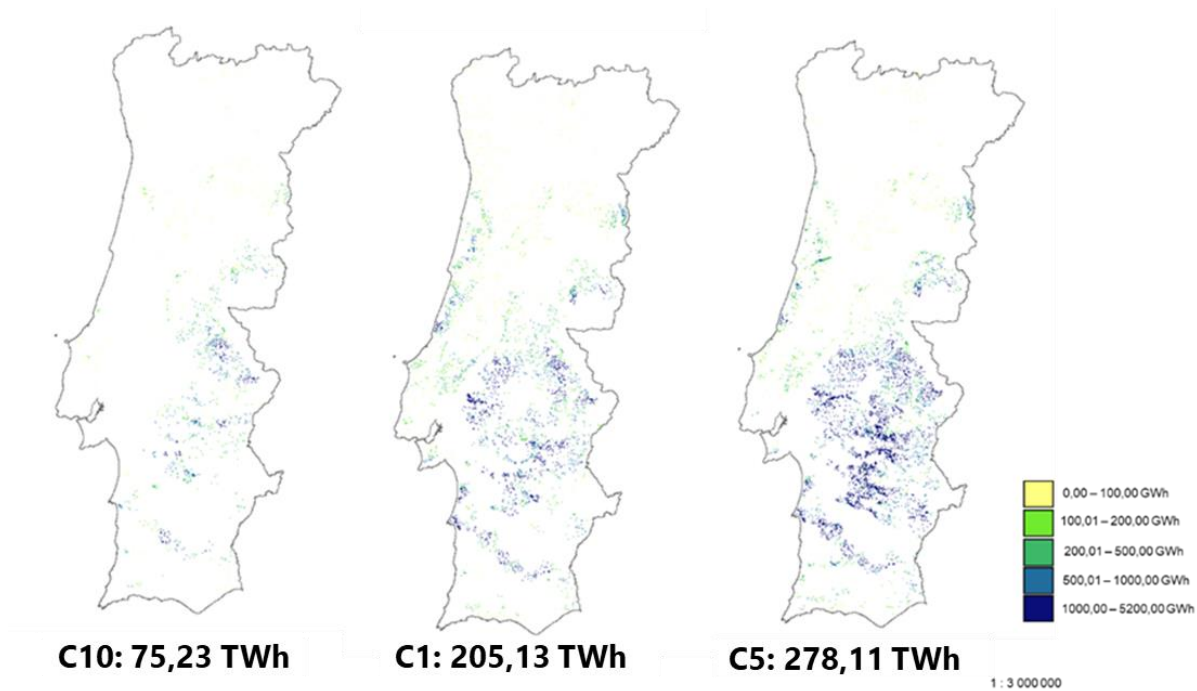 0,00 – 100,00 GWh
100,01 – 200,00 GWh
200,01 – 500,00 GWh
500,01 – 1000,00 GWh
1000,00 – 5200,00 GWh
C10: 75,23 TWh
C1: 205,13 TWh
C5: 278,11 TWh
1 : 3 000 000